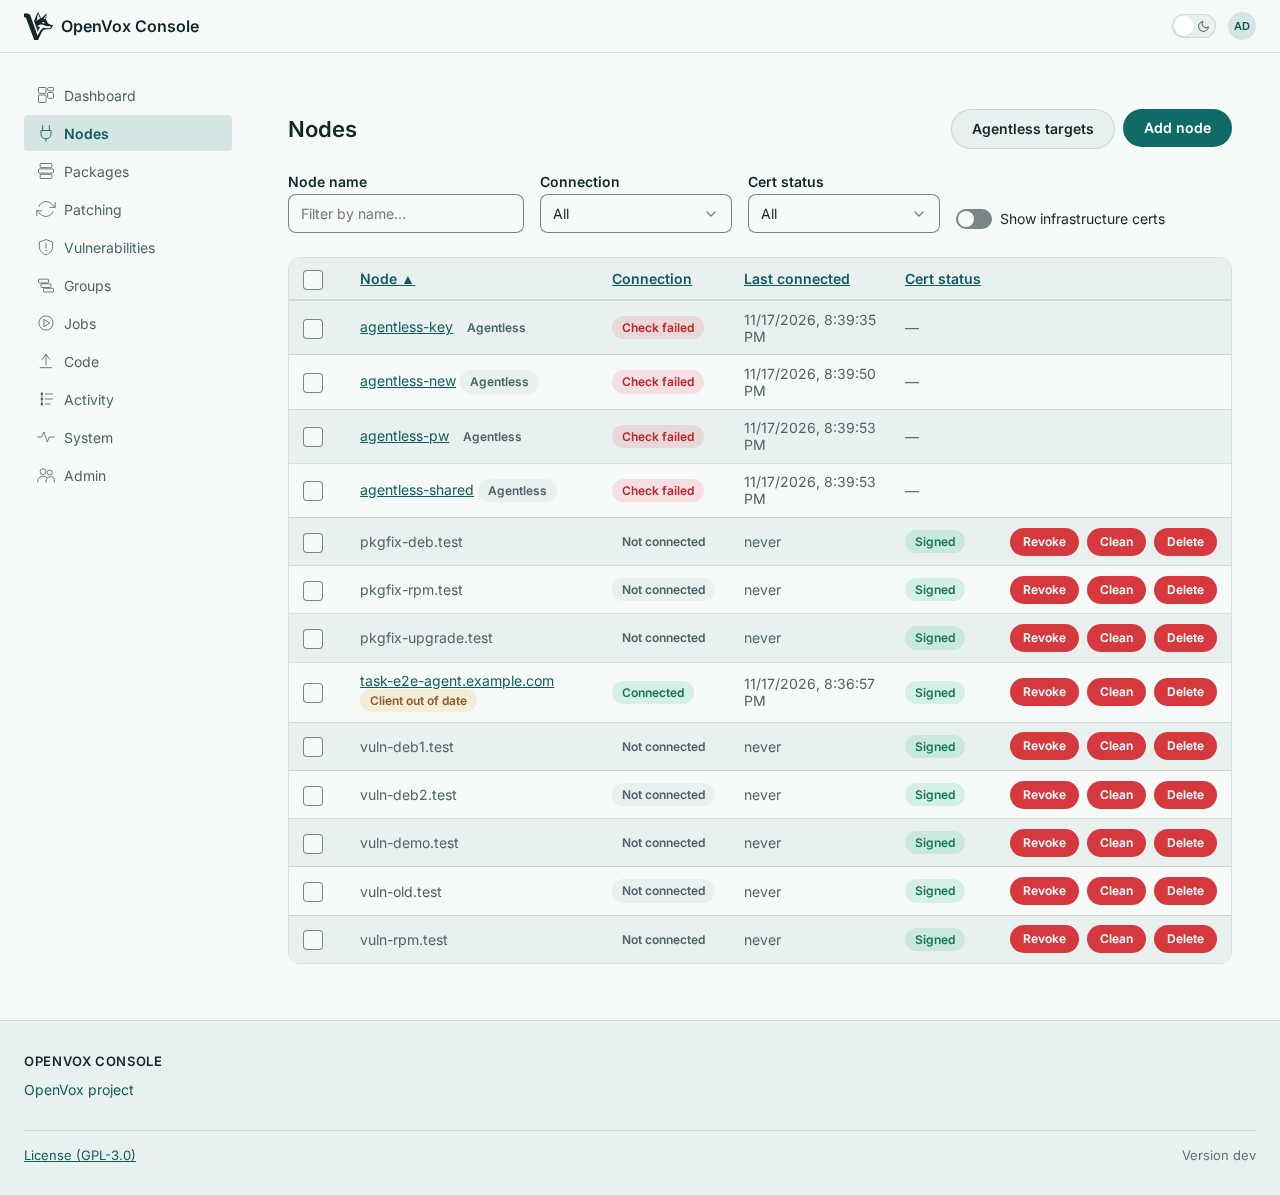 OpenVox Console
AD
Dashboard
Nodes
Packages
Patching
Vulnerabilities
Groups
Jobs
Code
Activity
System
Admin
Nodes
Agentless targets
Add node
Node name
Connection
Cert status
Filter by name...
All
All
Show infrastructure certs
Node ▲ Connection Last connected Cert status
agentless-key Agentless Check failed 11/17/2026, 8:39:35 PM —
agentless-new Agentless Check failed 11/17/2026, 8:39:50 PM —
agentless-pw Agentless Check failed 11/17/2026, 8:39:53 PM —
agentless-shared Agentless Check failed 11/17/2026, 8:39:53 PM —
pkgfix-deb.test Not connected never Signed Revoke Clean Delete
pkgfix-rpm.test Not connected never Signed Revoke Clean Delete
pkgfix-upgrade.test Not connected never Signed Revoke Clean Delete
task-e2e-agent.example.com Client out of date Connected 11/17/2026, 8:36:57 PM Signed Revoke Clean Delete
vuln-deb1.test Not connected never Signed Revoke Clean Delete
vuln-deb2.test Not connected never Signed Revoke Clean Delete
vuln-demo.test Not connected never Signed Revoke Clean Delete
vuln-old.test Not connected never Signed Revoke Clean Delete
vuln-rpm.test Not connected never Signed Revoke Clean Delete
OPENVOX CONSOLE
OpenVox project
License (GPL-3.0)
Version dev